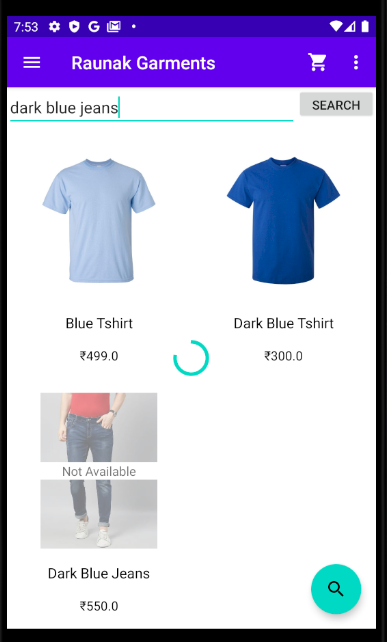 7:53
Raunak Garments
dark blue jeans
SEARCH
Blue Tshirt
Dark Blue Tshirt
₹499.0
₹300.0
Not Available
Dark Blue Jeans
₹550.0